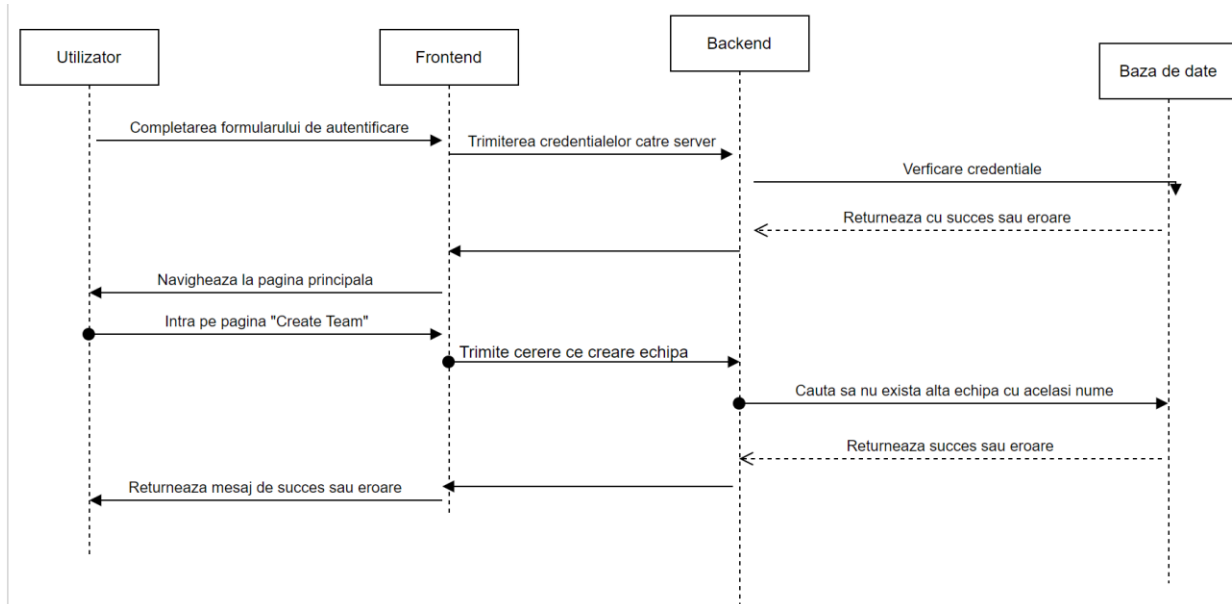 Utilizator
Frontend
Backend
Baza de date
Completarea formularului de autentificare
Trimiterea credentialelor catre server
Verficare credentiale
Returneaza cu succes sau eroare
Navigheaza la pagina principala
Intra pe pagina "Create Team"
Trimite cerere ce creare echipa
Cauta sa nu exista alta echipa cu acelasi nume
Returneaza succes sau eroare
Returneaza mesaj de succes sau eroare